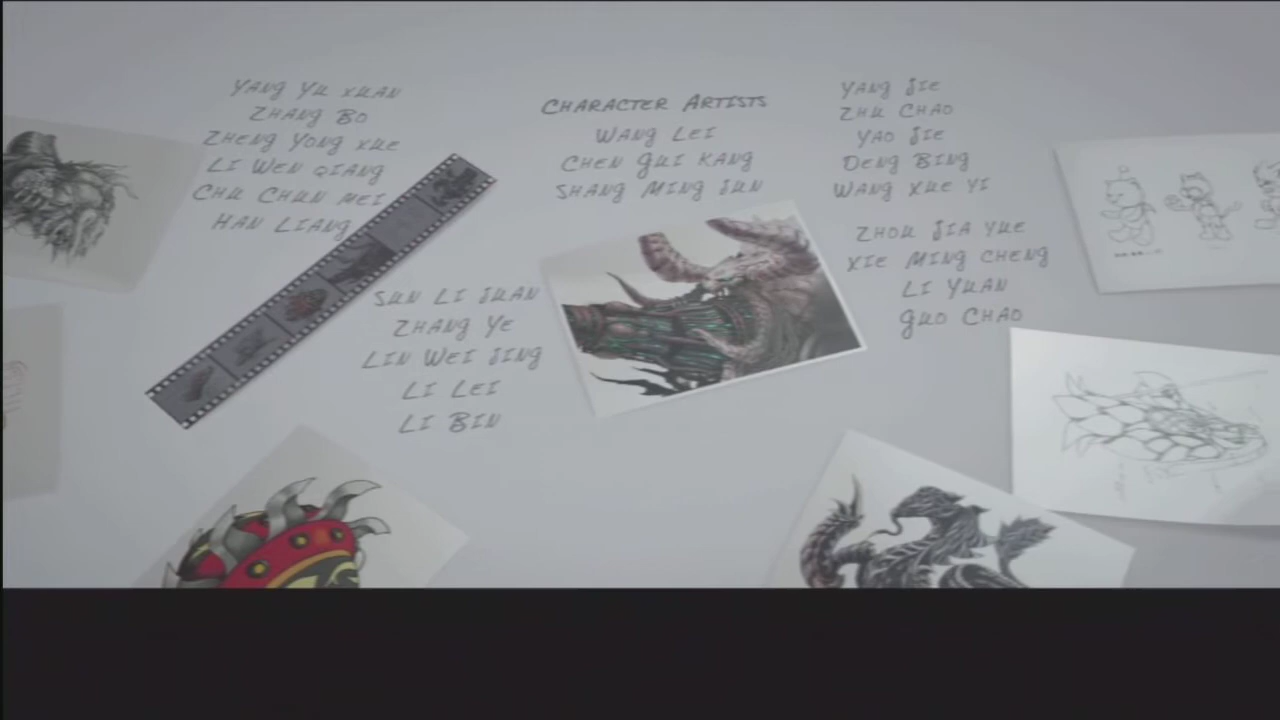 Yang Yu xuan
Zhang Bo
Zheng Yong xue
Li Wen qiang
Chu Chun mei
Han Liang
Sun Li Juan
Zhang Ye
Lin Wei Jing
Li Lei
Li Bin
Character Artists
Wang Lei
Chen Gui kang
Shang Ming Jun
Yang Jie
Zhu Chao
Yao Jie
Deng Bing
Wang Xue Yi
Zhou Jia Yue
Xie Ming Cheng
Li Yuan
Guo Chao